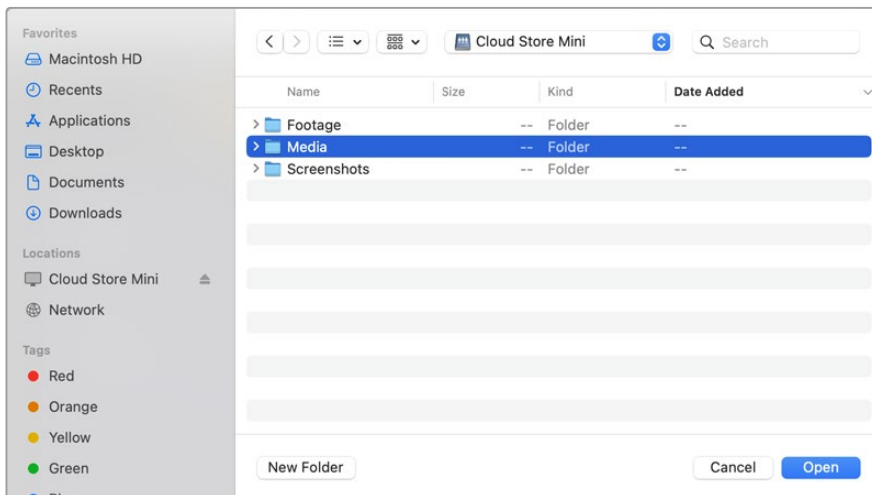 Favorites
Macintosh HD
Recents
Applications
Desktop
Documents
Downloads
Locations
Cloud Store Mini
Network
Tags
Red
Orange
Yellow
Green
Cloud Store Mini
Search
Name Size Kind Date Added
Footage -- Folder --
Media -- Folder --
Screenshots -- Folder --
New Folder Cancel Open